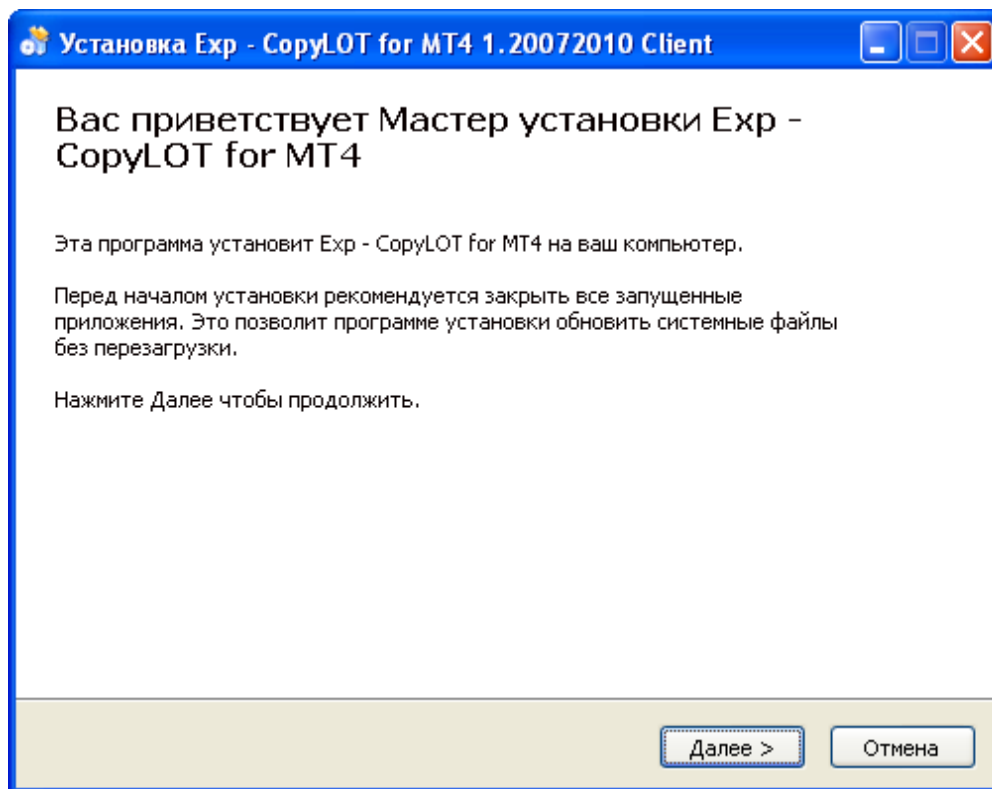 Установка Exp - CopyLOT for MT4 1.20072010 Client
Вас приветствует Мастер установки Exp -
CopyLOT for MT4
Эта программа установит Exp - CopyLOT for MT4 на ваш компьютер.
Перед началом установки рекомендуется закрыть все запущенные
приложения. Это позволит программе установки обновить системные файлы
без перезагрузки.
Нажмите Далее чтобы продолжить.
Далее >
Отмена